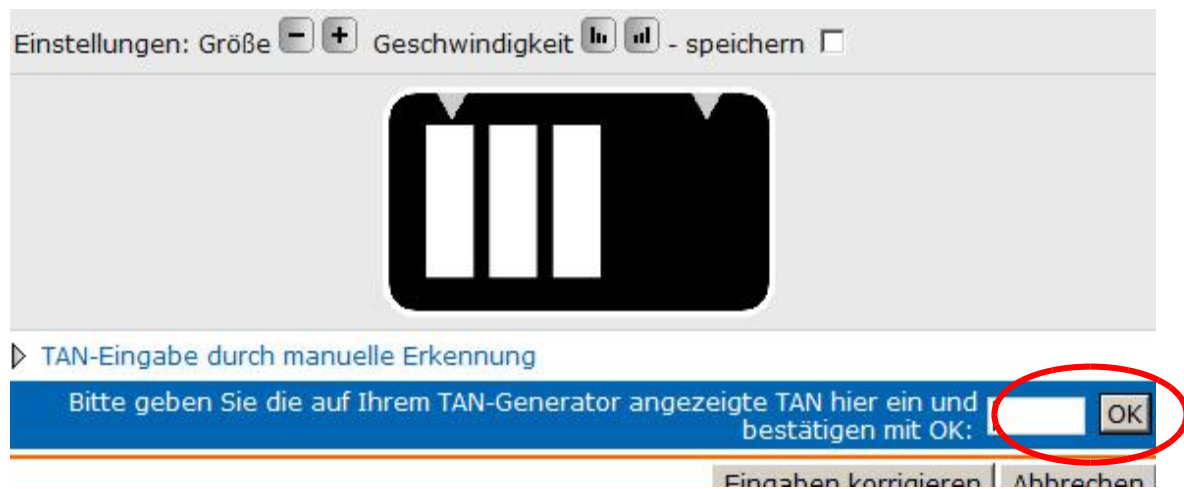 Einstellungen: Größe - + Geschwindigkeit - speichern
TAN-Eingabe durch manuelle Erkennung
Bitte geben Sie die auf Ihrem TAN-Generator angezeigte TAN hier ein und
bestätigen mit OK: OK
Eingaben korrigieren Abbrechen